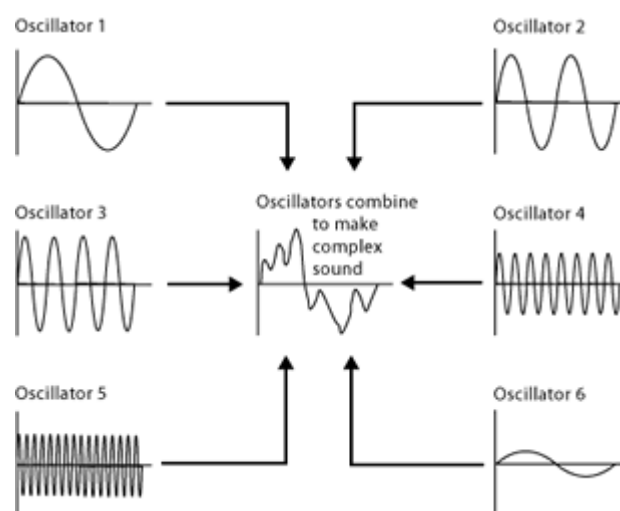 Oscillator 1
Oscillator 2
Oscillators combine
to make
complex
sound
Oscillator 3
Oscillator 4
Oscillator 5
Oscillator 6